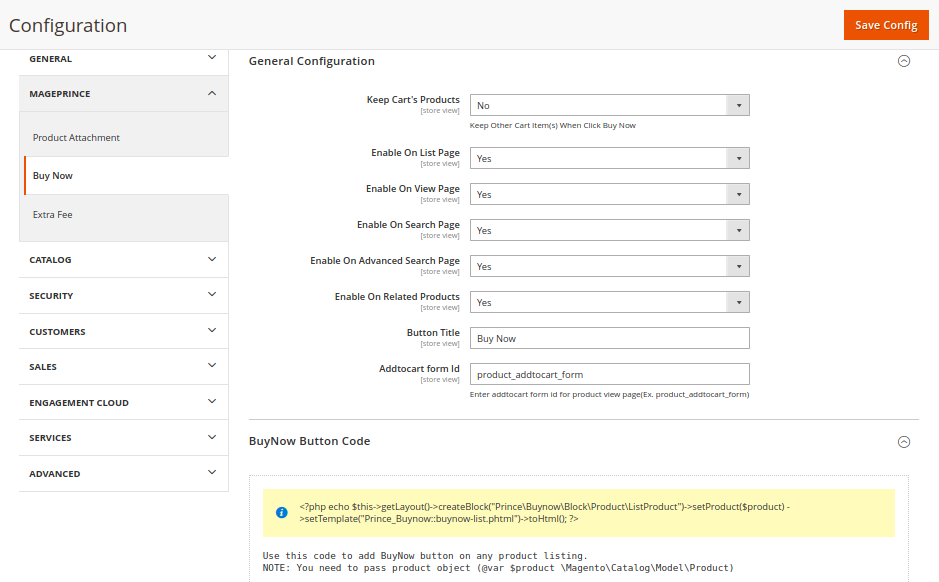 Configuration
Save Config
GENERAL
MAGEPRINCE
Product Attachment
Buy Now
Extra Fee
CATALOG
SECURITY
CUSTOMERS
SALES
ENGAGEMENT CLOUD
SERVICES
ADVANCED
General Configuration
Keep Cart's Products
[store view]
No
Keep Other Cart Item(s) When Click Buy Now
Enable On List Page
[store view]
Yes
Enable On View Page
[store view]
Yes
Enable On Search Page
[store view]
Yes
Enable On Advanced Search Page
[store view]
Yes
Enable On Related Products
[store view]
Yes
Button Title
[store view]
Buy Now
Addtocart form Id
[store view]
product_addtocart_form
Enter addtocart form id for product view page(Ex. product_addtocart_form)
BuyNow Button Code
<?php echo $this->getLayout()->createBlock("Prince\Buynow\Block\Product\ListProduct")->setProduct($product) -
>setTemplate("Prince_Buynow::buynow-list.phtml")->toHtml(); ?>
Use this code to add BuyNow button on any product listing.
NOTE: You need to pass product object (@var $product \Magento\Catalog\Model\Product)